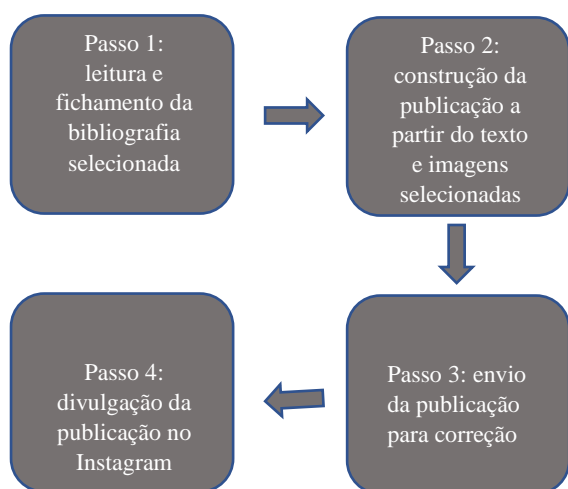 Passo 1:
leitura e
fichamento da
bibliografia
selecionada
Passo 2:
construção da
publicação a
partir do texto
e imagens
selecionadas
Passo 3: envio
da publicação
para correção
Passo 4:
divulgação da
publicação no
Instagram